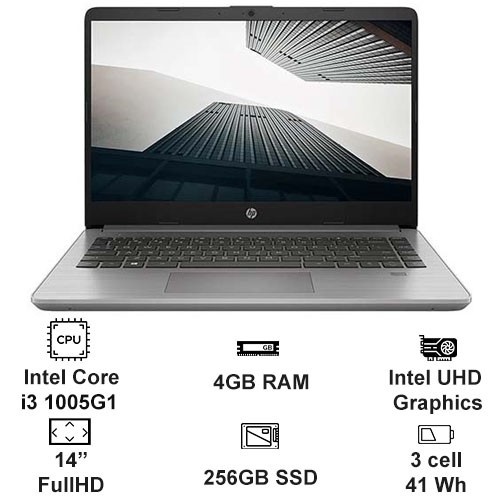 hp
CPU
GB
Intel Core
i3 1005G1
4GB RAM
Intel UHD
Graphics
14”
FullHD
256GB SSD
3 cell
41 Wh